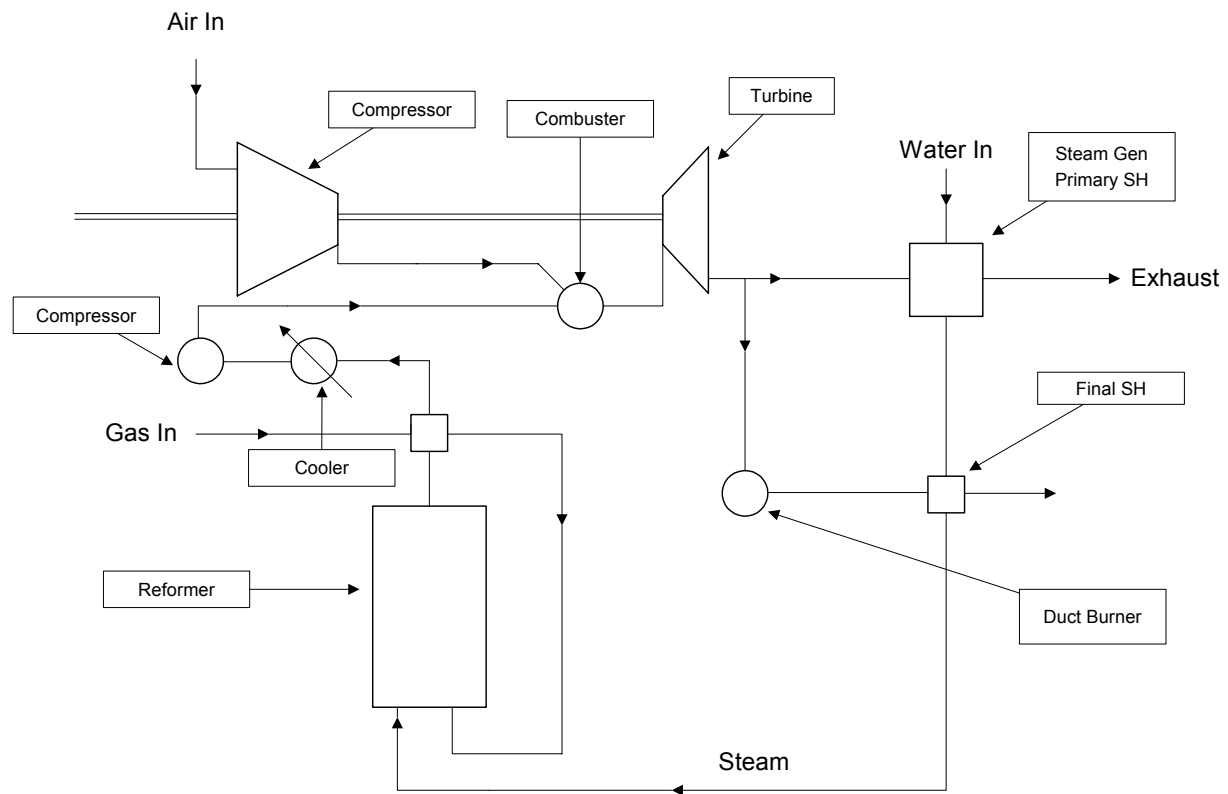 Air In
Compressor
Combuster
Turbine
Water In
Steam Gen
Primary SH
Exhaust
Compressor
Final SH
Gas In
Cooler
Reformer
Duct Burner
Steam